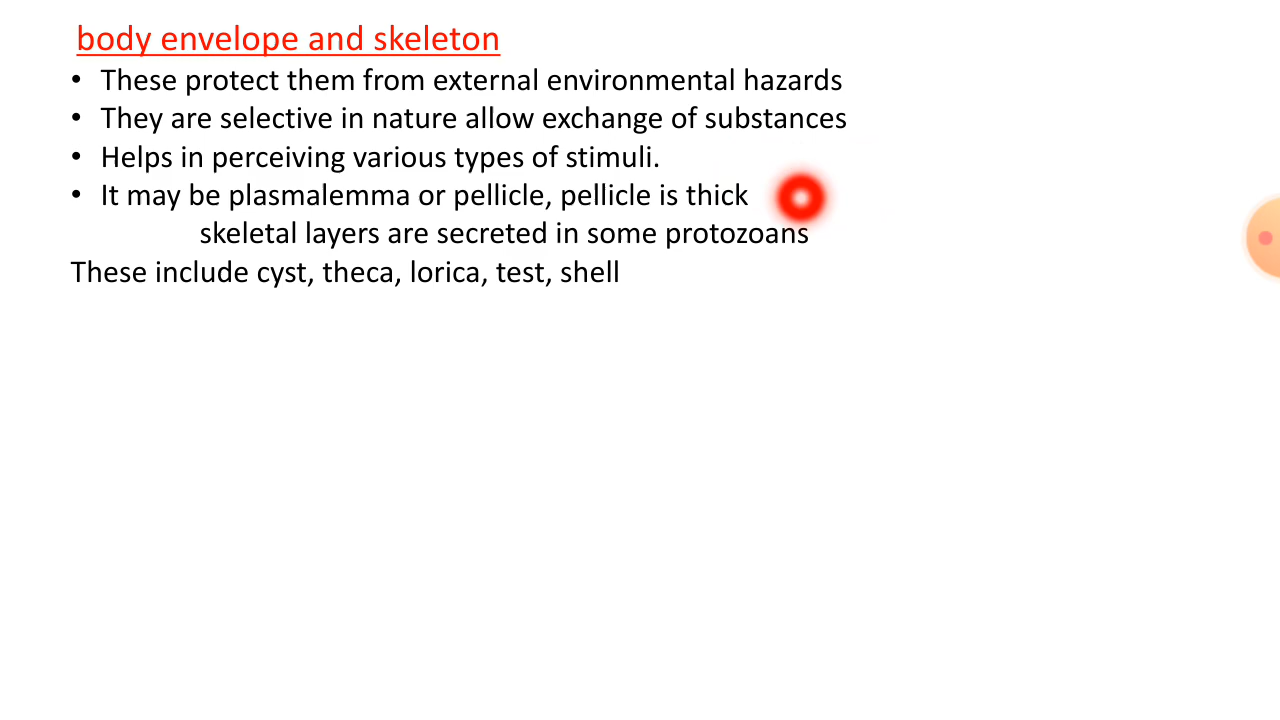 body envelope and skeleton
• These protect them from external environmental hazards
• They are selective in nature allow exchange of substances
• Helps in perceiving various types of stimuli.
• It may be plasmalemma or pellicle, pellicle is thick
skeletal layers are secreted in some protozoans
These include cyst, theca, lorica, test, shell